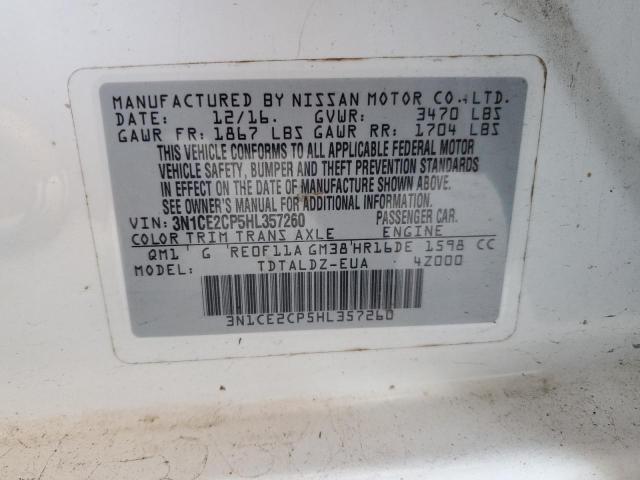 MANUFACTURED BY NISSAN MOTOR CO., LTD.
DATE: 12/16. GVWR: 3470 LBS
GAWR FR: 1867 LBS GAWR RR: 1704 LBS
THIS VEHICLE CONFORMS TO ALL APPLICABLE FEDERAL MOTOR
VEHICLE SAFETY, BUMPER AND THEFT PREVENTION STANDARDS
IN EFFECT ON THE DATE OF MANUFACTURE SHOWN ABOVE.
SEE OWNER'S MANUAL FOR ADDITIONAL INFORMATION.
VIN: 3N1CE2CP5HL357260 PASSENGER CAR.
COLOR TRIM TRANS AXLE ENGINE
QM1 G RE0F11A GM38 HR16DE 1598 CC
MODEL: TDTALDZ-EUA 4Z000
3N1CE2CP5HL357260